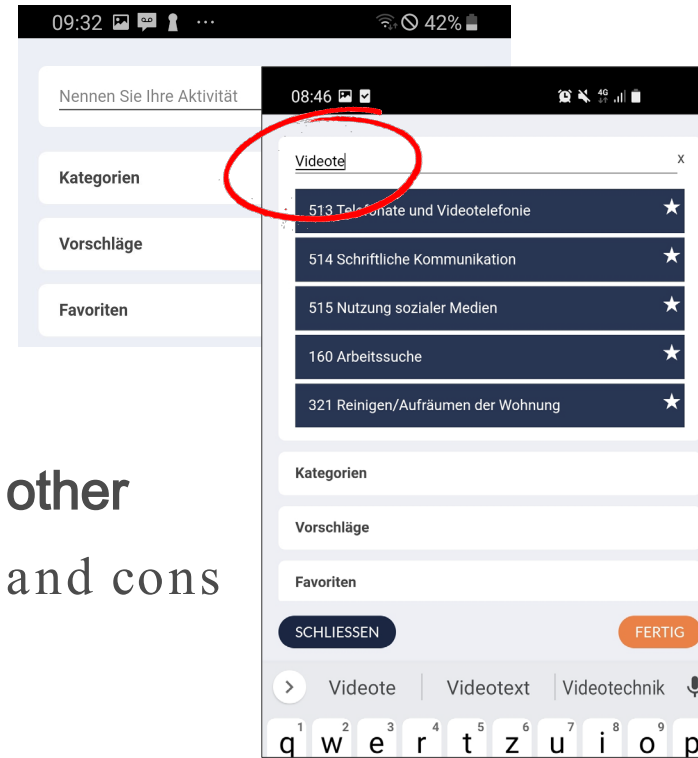 09:32 42%
Nennen Sie Ihre Aktivität
Kategorien
Vorschläge
Favoriten
08:46 4G
Videote x
513 Telefonate und Videotelefonie
514 Schriftliche Kommunikation
515 Nutzung sozialer Medien
160 Arbeitssuche
321 Reinigen/Aufräumen der Wohnung
Kategorien
Vorschläge
Favoriten
SCHLIESSEN FERTIG
Videote Videotext Videotechnik
1 2 3 4 5 6 7 8 9
q w e r t z u i o p
other
and cons